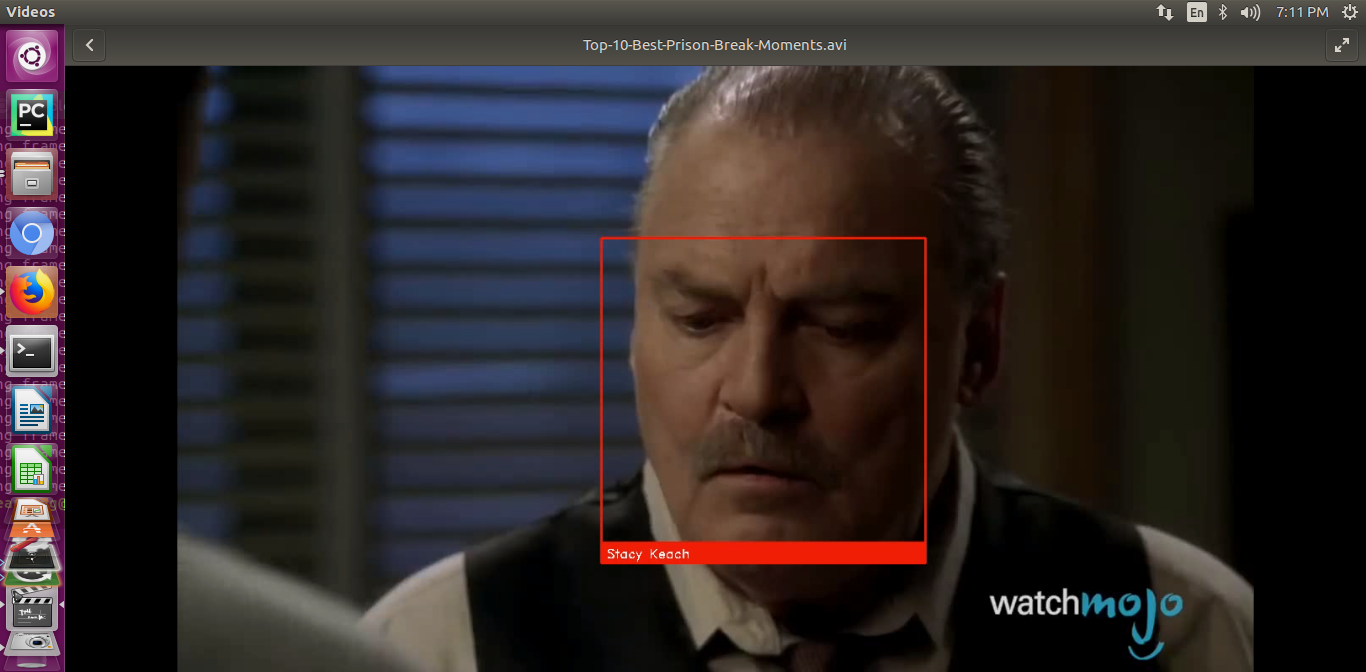 Videos
En
7:11 PM
Top-10-Best-Prison-Break-Moments.avi
PC
>_
Stacy Keach
watchmojo